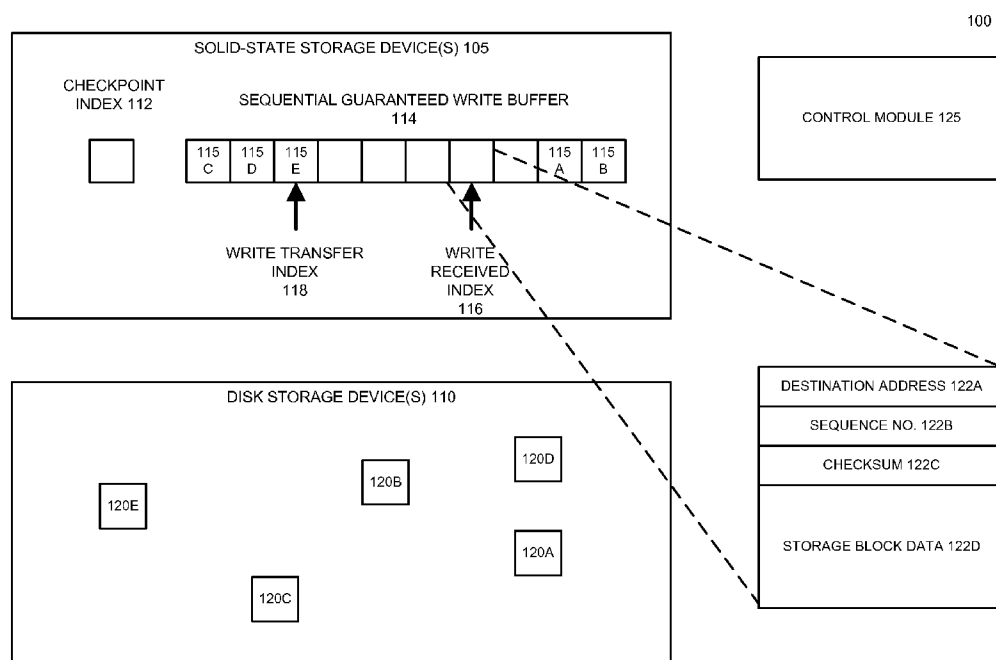 100
SOLID-STATE STORAGE DEVICE(S) 105
CHECKPOINT
INDEX 112
SEQUENTIAL GUARANTEED WRITE BUFFER
114
115
C
115
D
115
E
115
A
115
B
WRITE TRANSFER
INDEX
118
WRITE
RECEIVED
INDEX
116
CONTROL MODULE 125
DISK STORAGE DEVICE(S) 110
120D
120B
120E
120A
120C
DESTINATION ADDRESS 122A
SEQUENCE NO. 122B
CHECKSUM 122C
STORAGE BLOCK DATA 122D